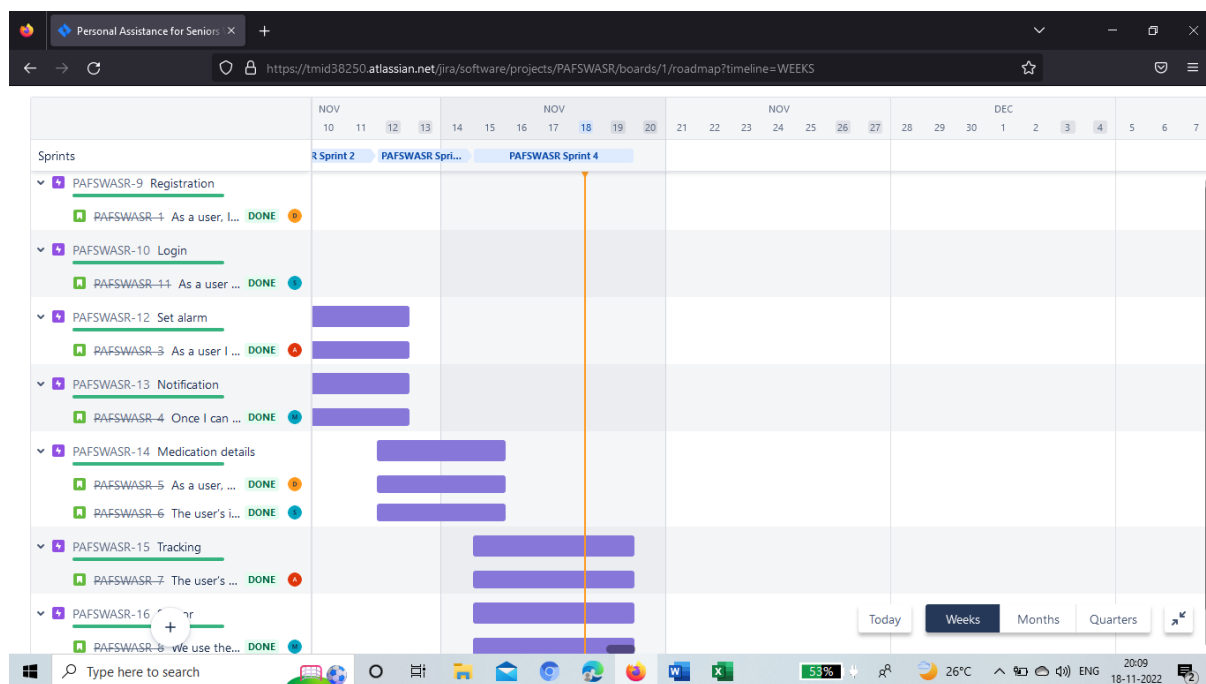 Personal Assistance for Seniors
https://tmid38250.atlassian.net/jira/software/projects/PAFSWASR/boards/1/roadmap?timeline=WEEKS
NOV NOV NOV DEC
10 11 12 13 14 15 16 17 18 19 20 21 22 23 24 25 26 27 28 29 30 1 2 3 4 5 6 7
Sprints R Sprint 2 PAFSWASR Spri... PAFSWASR Sprint 4
PAFSWASR-9 Registration
PAFSWASR-1 As a user, I... DONE D
PAFSWASR-10 Login
PAFSWASR-11 As a user ... DONE S
PAFSWASR-12 Set alarm
PAFSWASR-3 As a user I ... DONE A
PAFSWASR-13 Notification
PAFSWASR-4 Once I can ... DONE M
PAFSWASR-14 Medication details
PAFSWASR-5 As a user, ... DONE D
PAFSWASR-6 The user's i... DONE S
PAFSWASR-15 Tracking
PAFSWASR-7 The user's ... DONE A
PAFSWASR-16
Today Weeks Months Quarters
We use the... DONE M
Type here to search 53% 26°C ENG 20:09
18-11-2022 2